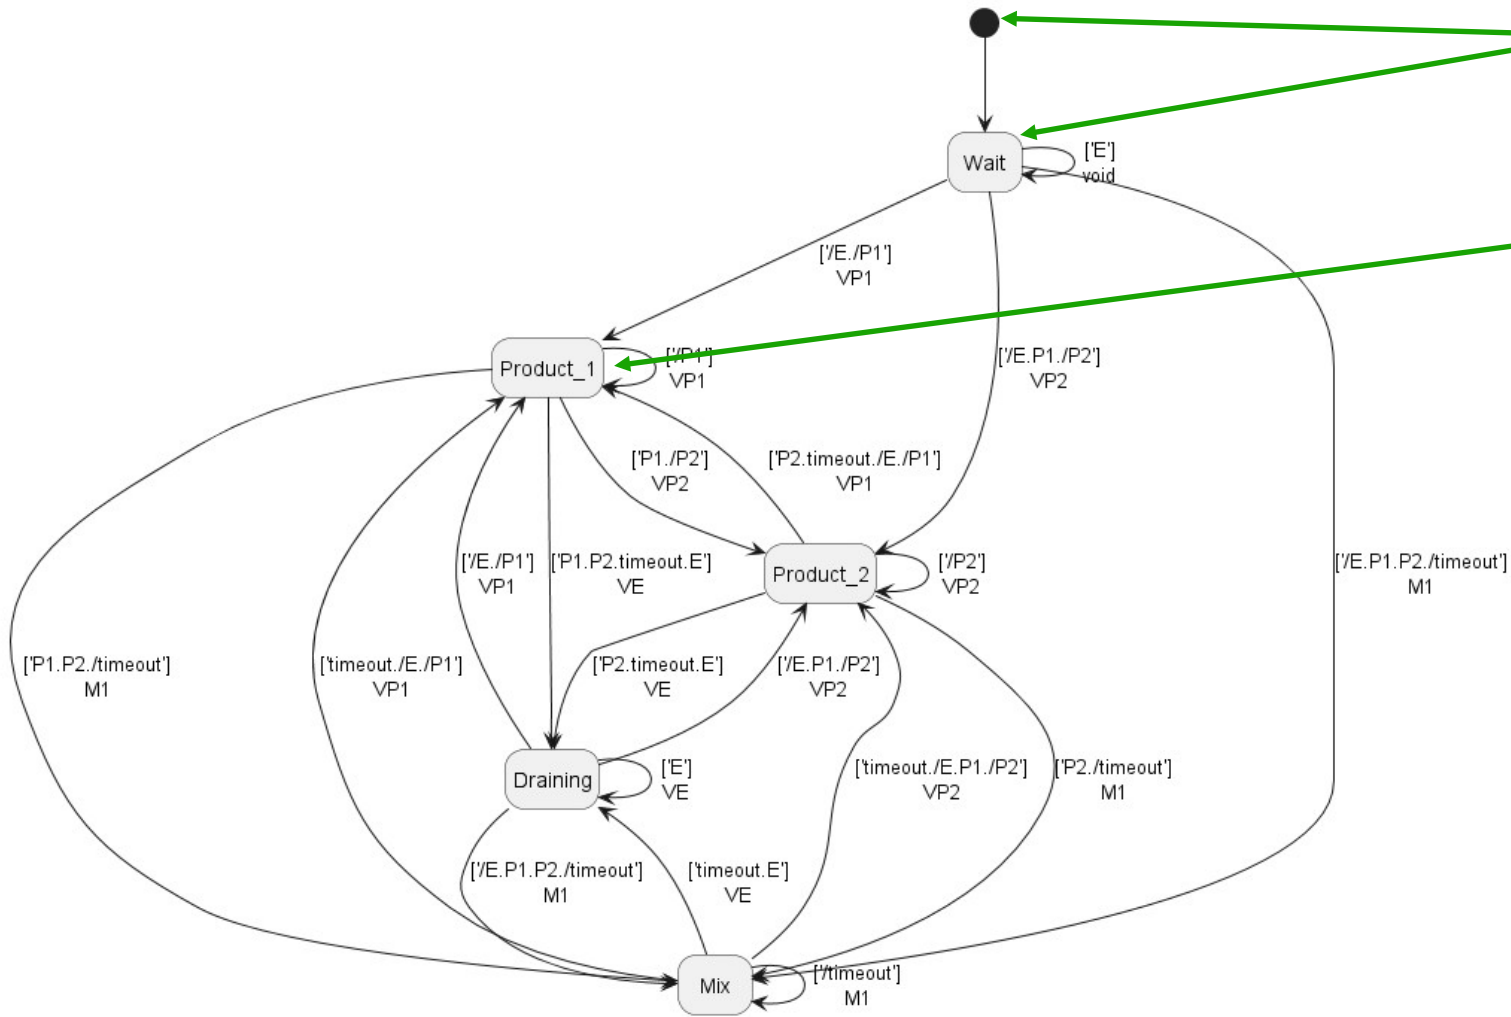 ['E']
void
Wait
['/E./P1']
VP1
['/E.P1./P2']
VP2
Product_1
['/P1']
VP1
['P1./P2']
VP2
['P2.timeout./E./P1']
VP1
['/E./P1']
VP1
['P1.P2.timeout.E']
VE
Product_2
['/P2']
VP2
['/E.P1.P2./timeout']
M1
['P1.P2./timeout']
M1
['timeout./E./P1']
VP1
['P2.timeout.E']
VE
['/E.P1./P2']
VP2
Draining
['E']
VE
['timeout./E.P1./P2']
VP2
['P2./timeout']
M1
['/E.P1.P2./timeout']
M1
['timeout.E']
VE
Mix
['/timeout']
M1